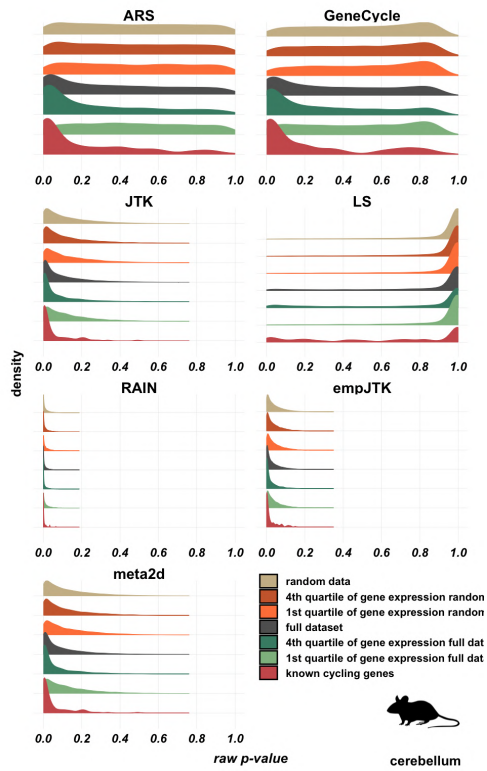 ARS
GeneCycle
0.0 0.2 0.4 0.6 0.8 1.0
0.0 0.2 0.4 0.6 0.8 1.0
JTK
LS
0.0 0.2 0.4 0.6 0.8 1.0
0.0 0.2 0.4 0.6 0.8 1.0
density
RAIN
empJTK
0.0 0.2 0.4 0.6 0.8 1.0
0.0 0.2 0.4 0.6 0.8 1.0
meta2d
0.0 0.2 0.4 0.6 0.8 1.0
raw p-value
random data
4th quartile of gene expression random
1st quartile of gene expression random
full dataset
4th quartile of gene expression full dat
1st quartile of gene expression full data
known cycling genes
cerebellum